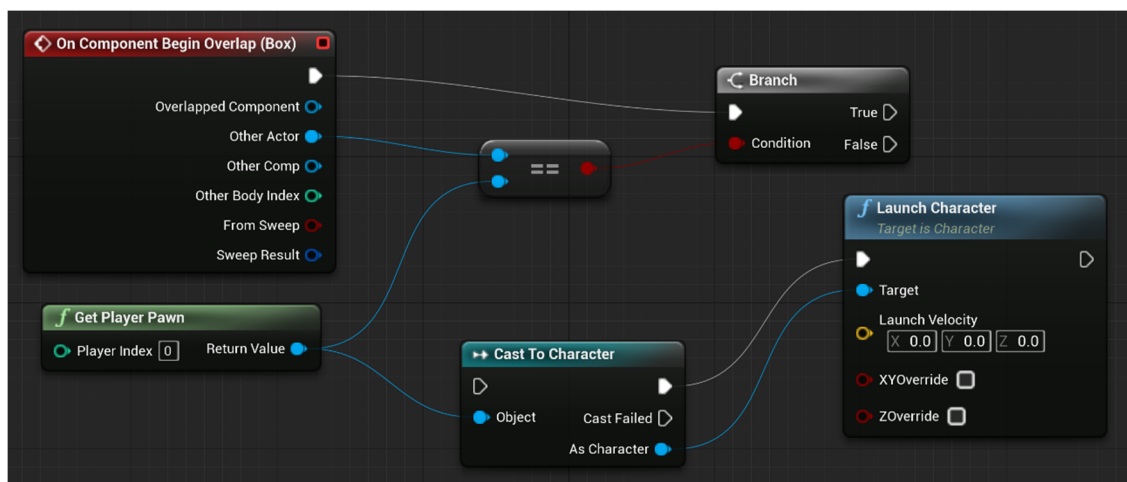 On Component Begin Overlap (Box)
Overlapped Component
Other Actor
Other Comp
Other Body Index
From Sweep
Sweep Result
==
Branch
True
Condition
False
f Get Player Pawn
Player Index 0
Return Value
Cast To Character
Object
Cast Failed
As Character
f Launch Character
Target is Character
Target
Launch Velocity
X 0.0 Y 0.0 Z 0.0
XYOverride
ZOverride